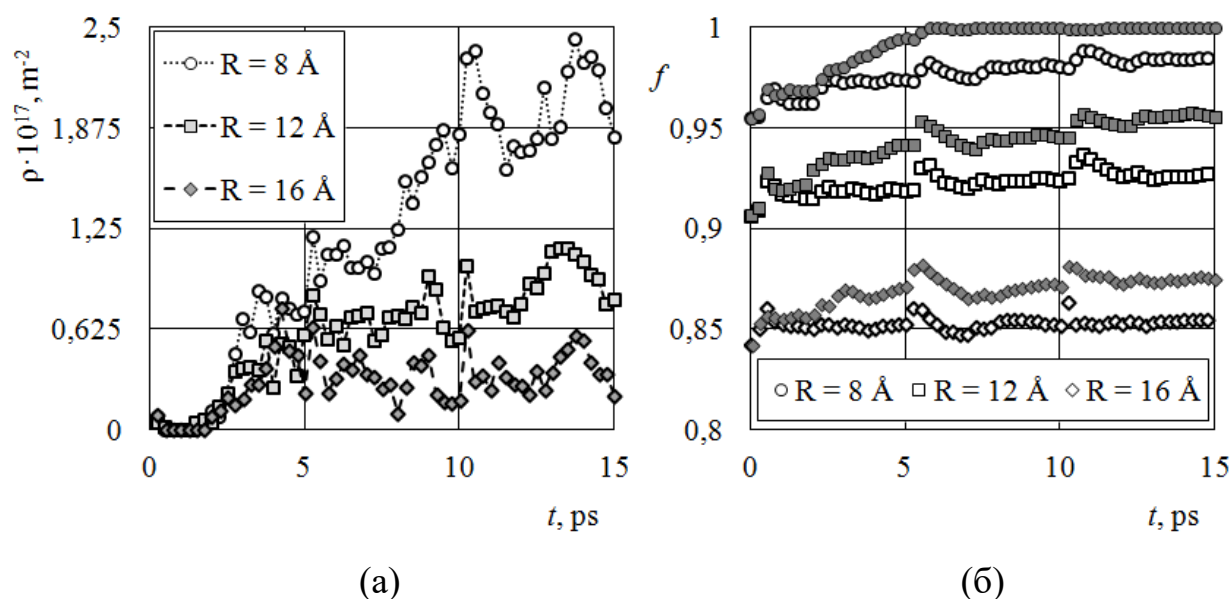 ρ·10¹⁷, m⁻²
2,5
1,875
1,25
0,625
0
0 5 10 15
t, ps
R = 8 Å
R = 12 Å
R = 16 Å
(а)
f
1
0,95
0,9
0,85
0,8
0 5 10 15
t, ps
R = 8 Å R = 12 Å R = 16 Å
(б)